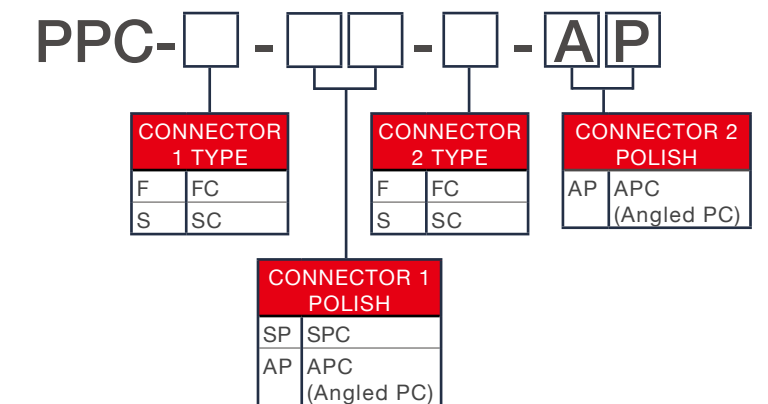 PPC- - - - AP
CONNECTOR
1 TYPE
F FC
S SC
CONNECTOR
2 TYPE
F FC
S SC
CONNECTOR 2
POLISH
AP APC
(Angled PC)
CONNECTOR 1
POLISH
SP SPC
AP APC
(Angled PC)